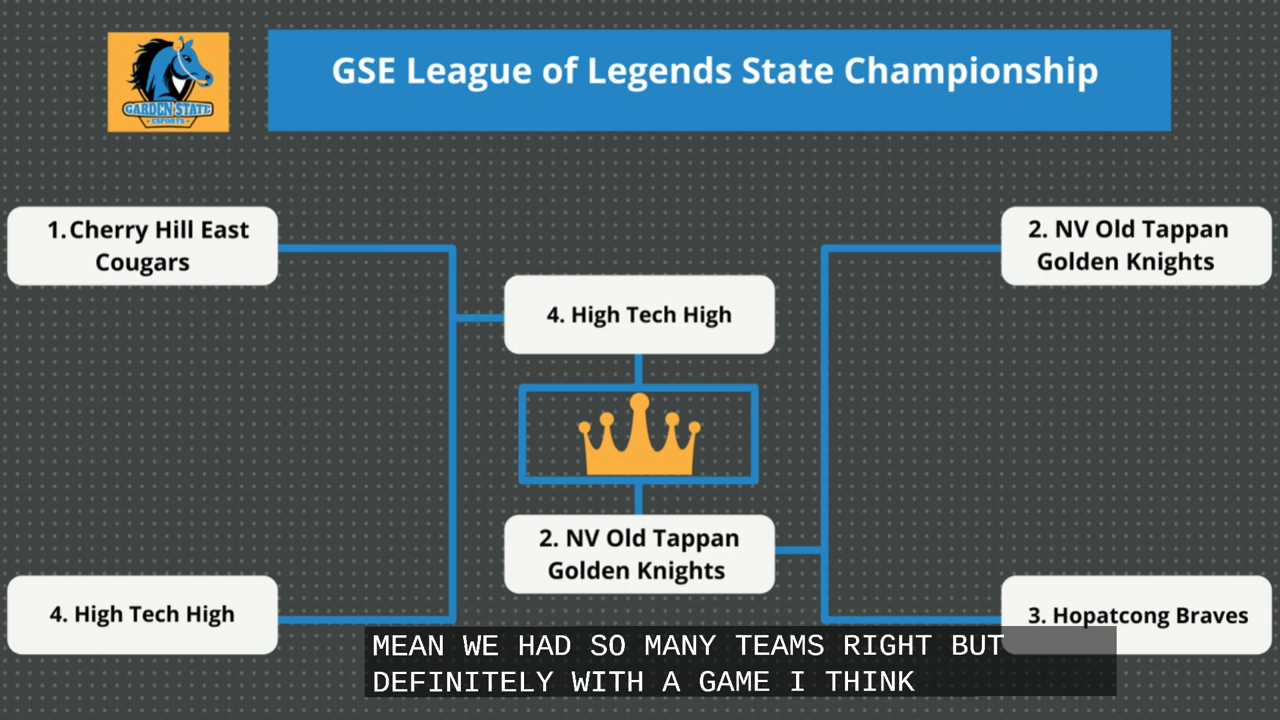 GARDEN STATE
ESPORTS
GSE League of Legends State Championship
1. Cherry Hill East
Cougars
2. NV Old Tappan
Golden Knights
4. High Tech High
2. NV Old Tappan
Golden Knights
4. High Tech High
3. Hopatcong Braves
MEAN WE HAD SO MANY TEAMS RIGHT BUT
DEFINITELY WITH A GAME I THINK